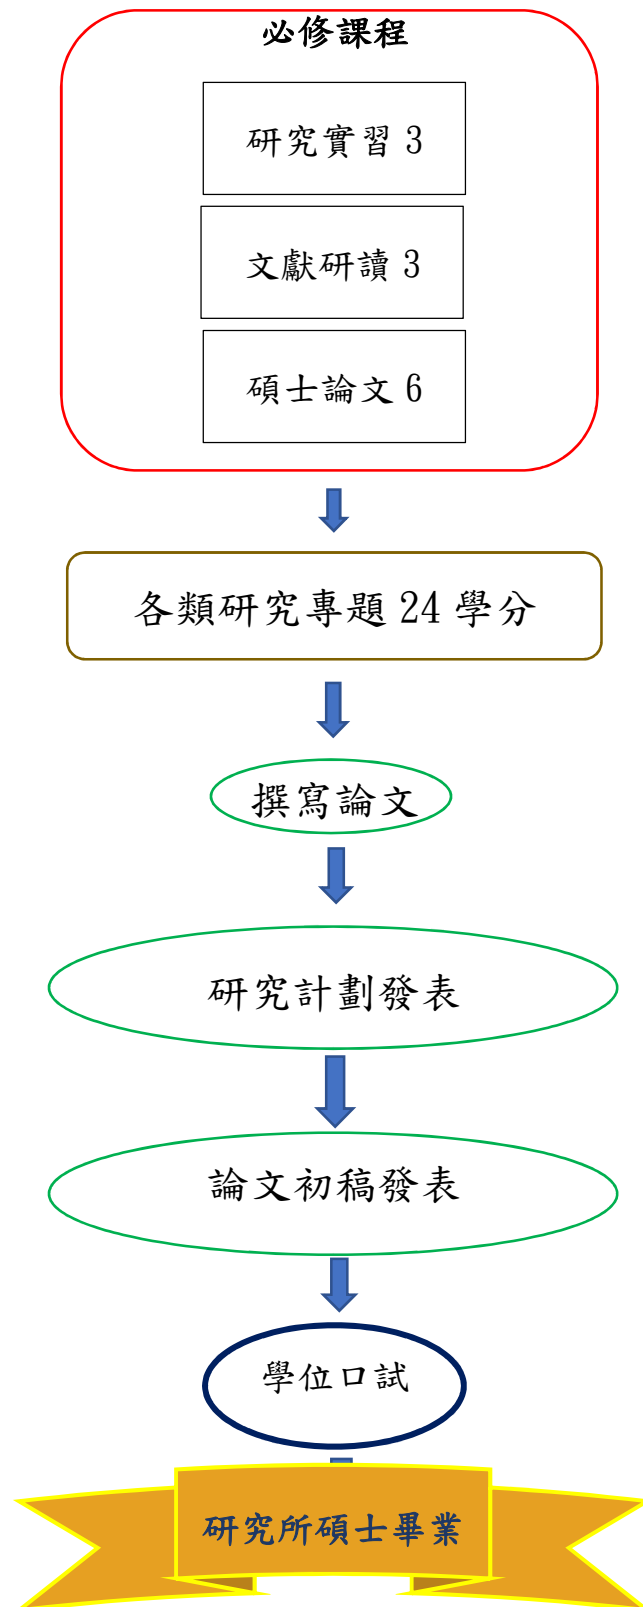 必修課程
研究實習 3
文獻研讀 3
碩士論文 6
各類研究專題 24 學分
撰寫論文
研究計劃發表
論文初稿發表
學位口試
研究所碩士畢業